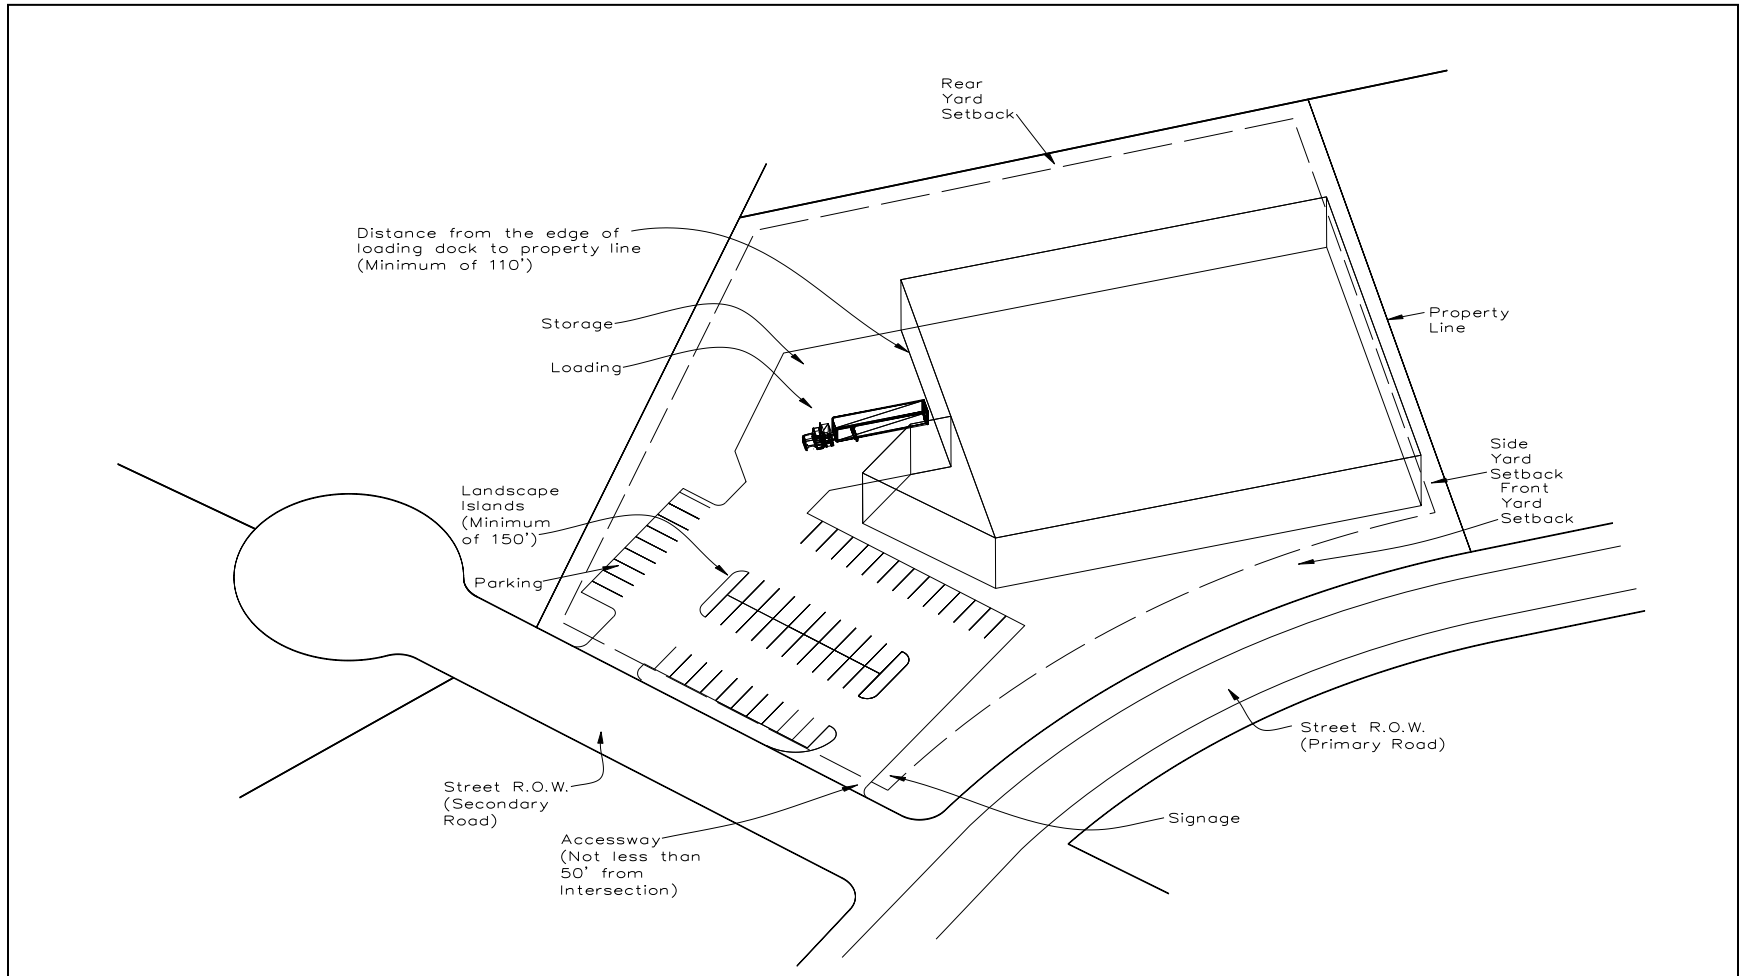 Rear
Yard
Setback
Distance from the edge of
loading dock to property line
(Minimum of 110')
Storage
Loading
Property
Line
Side
Yard
Setback
Front
Yard
Setback
Landscape
Islands
(Minimum
of 150')
Parking
Street R.O.W.
(Primary Road)
Street R.O.W.
(Secondary
Road)
Signage
Accessway
(Not less than
50' from
Intersection)